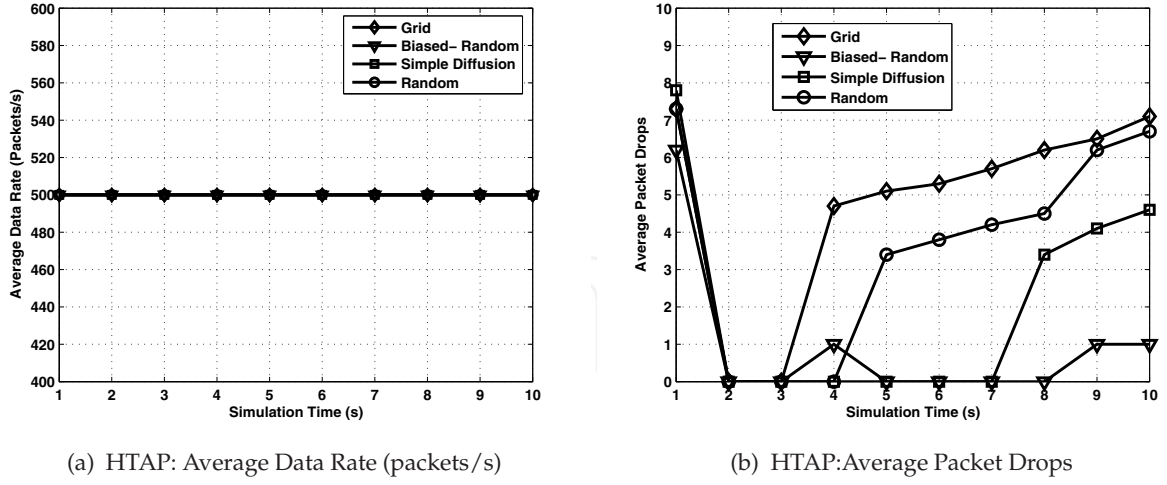 600
580
560
540
520
500
480
460
440
420
400
Average Data Rate (Packets/s)
Grid
Biased- Random
Simple Diffusion
Random
1 2 3 4 5 6 7 8 9 10
Simulation Time (s)
(a) HTAP: Average Data Rate (packets/s)
10
9
8
7
6
5
4
3
2
1
0
Average Packet Drops
Grid
Biased- Random
Simple Diffusion
Random
1 2 3 4 5 6 7 8 9 10
Simulation Time (s)
(b) HTAP:Average Packet Drops